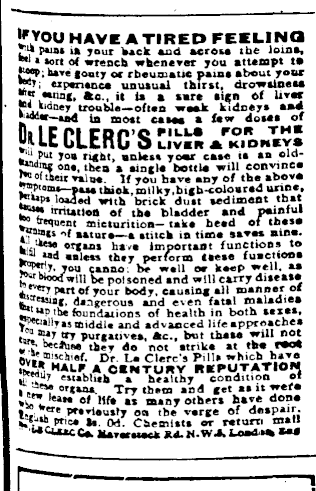 IF YOU HAVE A TIRED FEELING
with pains in your back and across the loins,
feel a sort of wrench whenever you attempt to
stoop; have gouty or rheumatic pains about your
body; experience unusual thirst, drowsiness
after eating, &c., it is a sure sign of liver
and kidney trouble—often weak kidneys and
bladder—and in most cases a few doses of
DR. LE CLERC'S PILLS FOR THE
LIVER & KIDNEYS
will put you right, unless your case is an old-
standing one, then a single bottle will convince
you of their value. If you have any of the above
symptoms—pass thick, milky, high-coloured urine,
perhaps loaded with brick dust sediment that
causes irritation of the bladder and painful
too frequent micturition—take heed of these
warnings of nature—a stitch in time saves nine.
All these organs have important functions to
fulfil and unless they perform these functions
properly, you cannot be well or keep well, as
your blood will be poisoned and will carry disease
to every part of your body, causing all manner of
distressing, dangerous and even fatal maladies
that sap the foundations of health in both sexes,
especially as middle and advanced life approaches
You may try purgatives, &c., but these will not
cure, because they do not strike at the root
of the mischief. Dr. Le Clerc's Pills which have
OVER HALF A CENTURY REPUTATION
speedily establish a healthy condition of
all these organs. Try them and get as it were
a new lease of life as many others have done
who were previously on the verge of despair.
English price 3s. 0d. Chemists or return mail
LE CLERC Co. Haverstock Rd. N.W.5, London, Eng